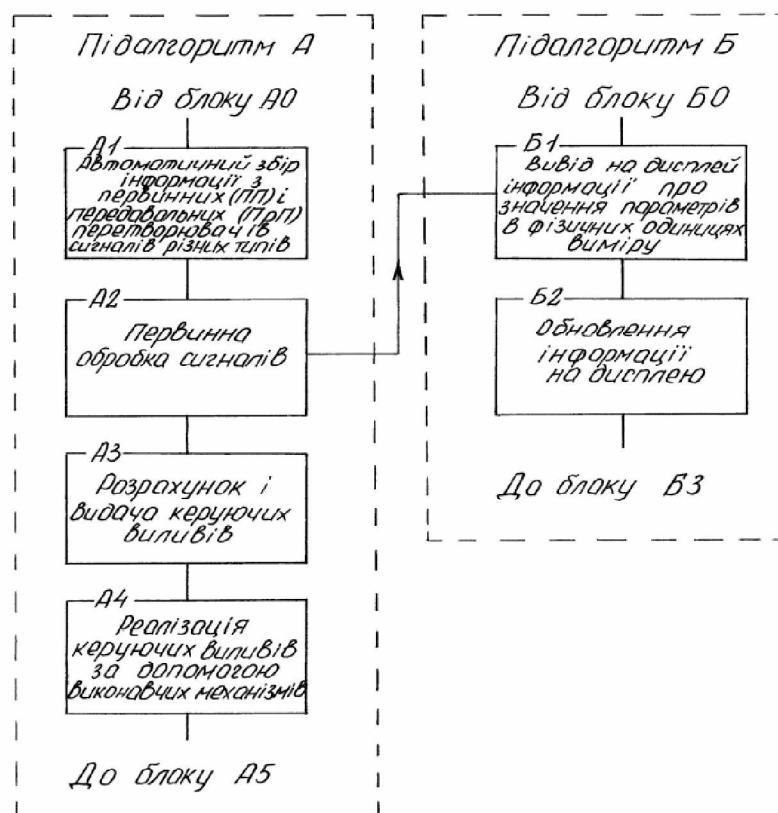 Підалгоритм А
Від блоку А0
А1
Автоматичний збір
інформації з
первинних (ПП) і
передавальних (ПрП)
перетворювачів
сигналів різних типів
А2
Первинна
обробка сигналів
А3
Розрахунок і
видача керуючих
виливів
А4
Реалізація
керуючих виливів
за допомогою
виконавчих механізмів
До блоку А5
Підалгоритм Б
Від блоку Б0
Б1
Вивід на дисплей
інформації про
значення параметрів
в фізичних одиницях
виміру
Б2
Обновлення
інформації
на дисплею
До блоку Б3